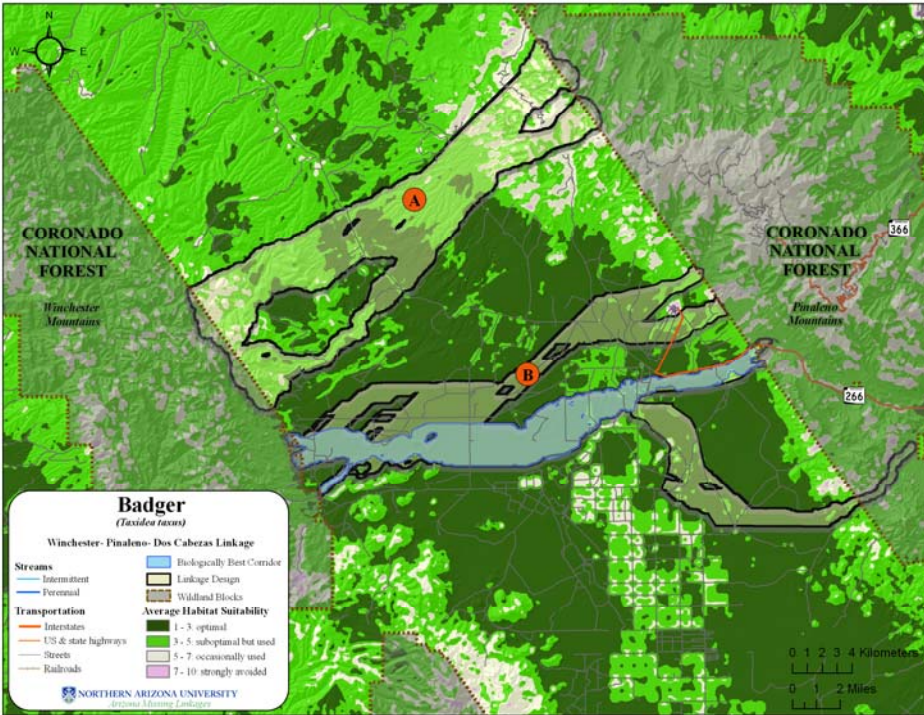 N
W E
S
A
CORONADO
NATIONAL
FOREST
Winchester
Mountains
CORONADO
NATIONAL
FOREST
Pinaleno
Mountains
366
B
266
Badger
(Taxidea taxus)
Winchester- Pinaleno- Dos Cabezas Linkage
Streams
Intermittent
Perennial
Transportation
Interstates
US & state highways
Streets
Railroads
Biologically Best Corridor
Linkage Design
Wildland Blocks
Average Habitat Suitability
1 - 3: optimal
3 - 5: suboptimal but used
5 - 7: occasionally used
7 - 10: strongly avoided
NORTHERN ARIZONA UNIVERSITY
Arizona Missing Linkages
0 1 2 3 4 Kilometers
0 1 2 Miles